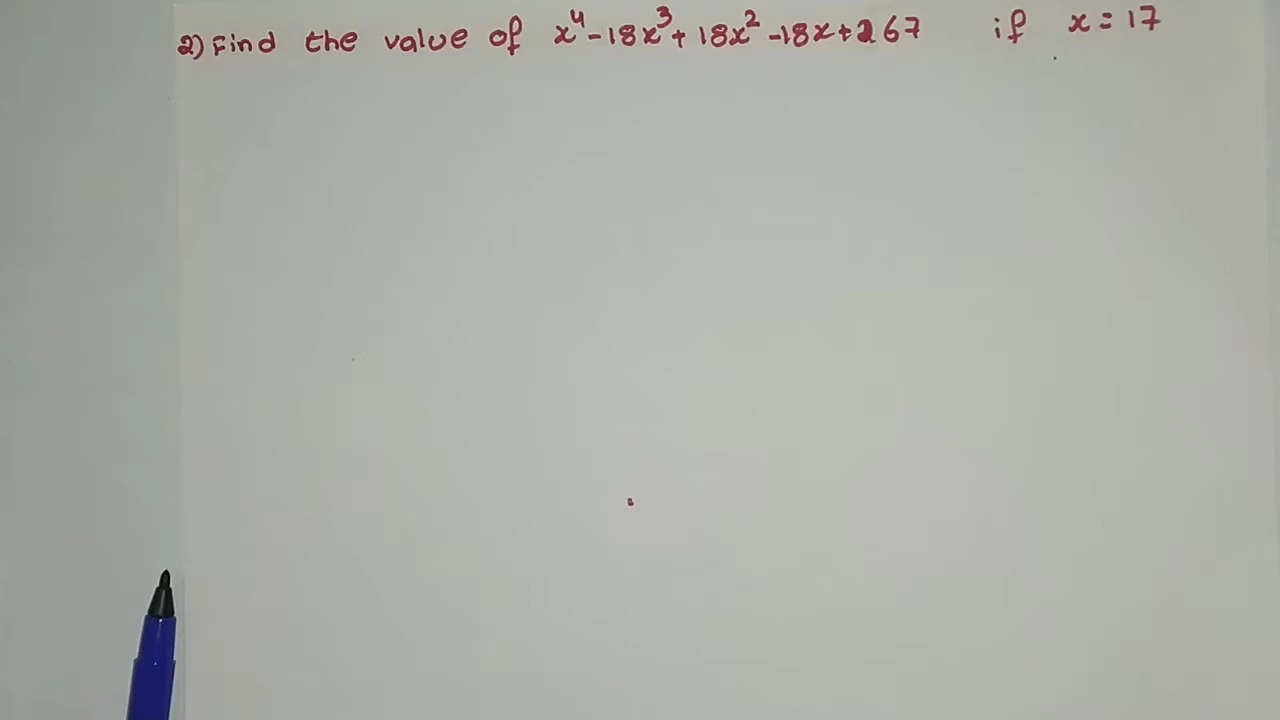 2) Find the value of x⁴-18x³+18x²-18x+267 if x=17